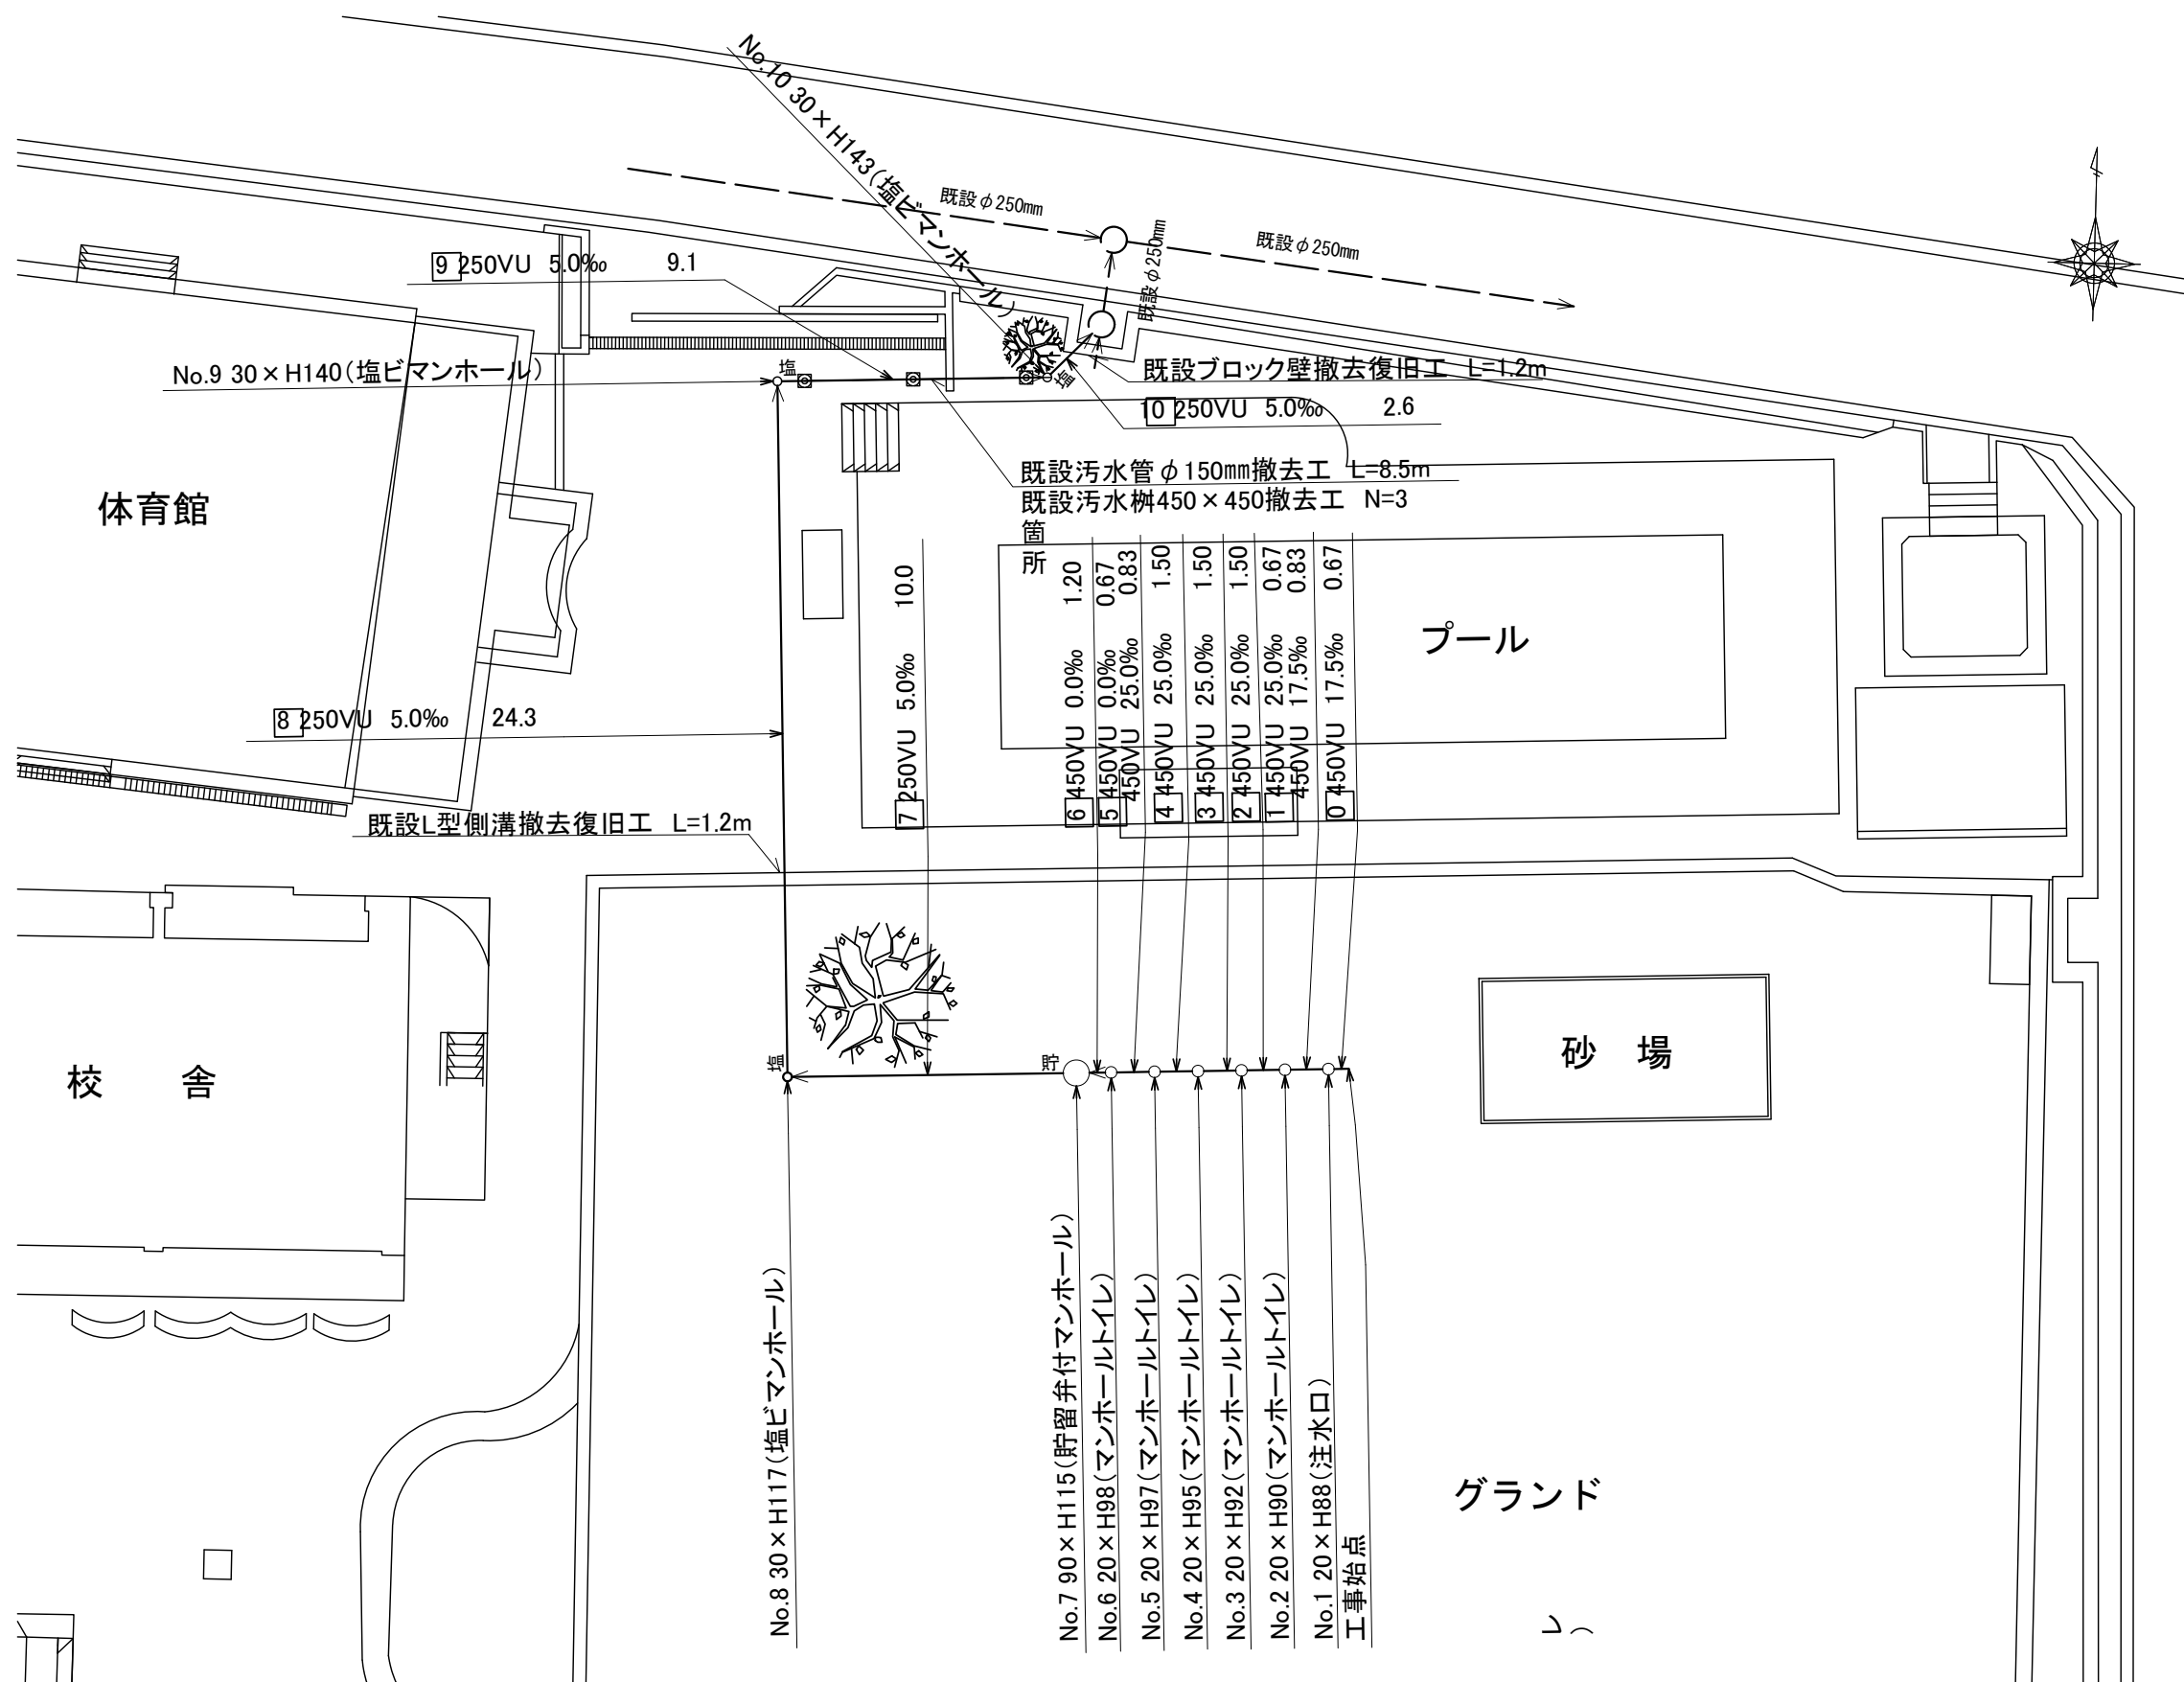 No.10 30×H143(塩ビマンホール)
既設φ250mm
既設φ250mm
既設φ250mm
9 250VU 5.0‰ 9.1
No.9 30×H140(塩ビマンホール)
塩
塩
既設ブロック壁撤去復旧工 L=1.2m
10 250VU 5.0‰ 2.6
既設汚水管φ150mm撤去工 L=8.5m
既設汚水桝450×450撤去工 N=3
箇
所
体育館
プール
7 250VU 5.0‰ 10.0
6 450VU 0.0‰ 1.20
5 450VU 0.0‰ 0.67
450VU 25.0‰ 0.83
4 450VU 25.0‰ 1.50
3 450VU 25.0‰ 1.50
2 450VU 25.0‰ 1.50
1 450VU 25.0‰ 0.67
450VU 17.5‰ 0.83
0 450VU 17.5‰ 0.67
8 250VU 5.0‰ 24.3
既設L型側溝撤去復旧工 L=1.2m
校 舎
塩
貯
砂 場
No.8 30×H117(塩ビマンホール)
No.7 90×H115(貯留弁付マンホール)
No.6 20×H98(マンホールトイレ)
No.5 20×H97(マンホールトイレ)
No.4 20×H95(マンホールトイレ)
No.3 20×H92(マンホールトイレ)
No.2 20×H90(マンホールトイレ)
No.1 20×H88(注水口)
工事始点
グランド